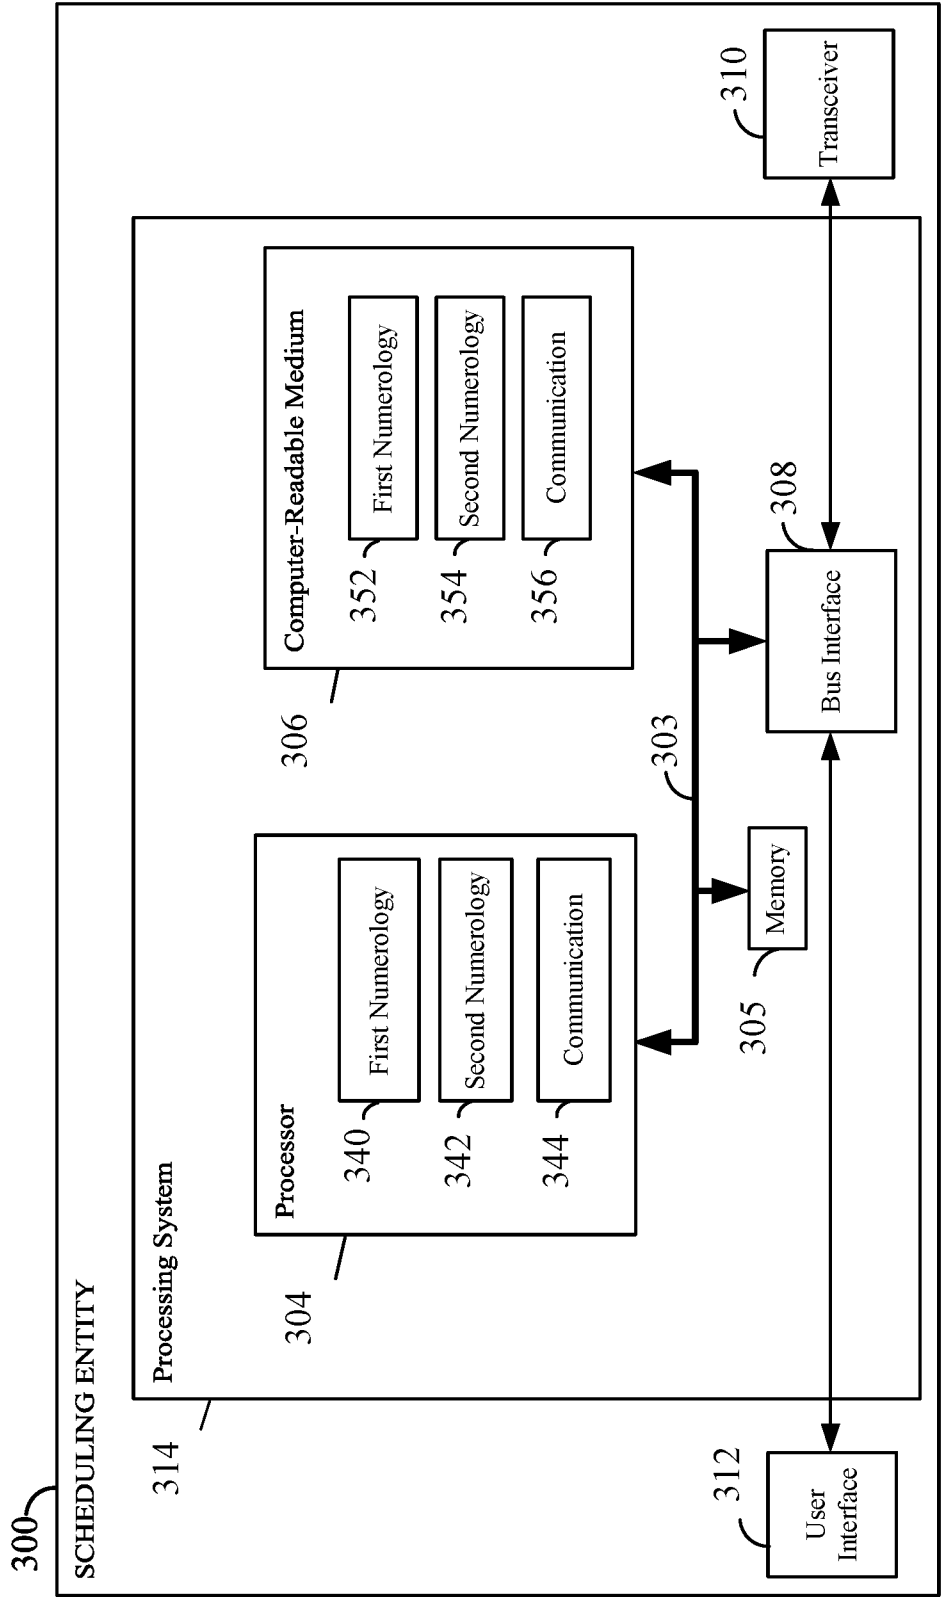 300
SCHEDULING ENTITY
314
Processing System
304
Processor
340
First Numerology
342
Second Numerology
344
Communication
306
Computer-Readable Medium
352
First Numerology
354
Second Numerology
356
Communication
303
305
Memory
308
Bus Interface
312
User
Interface
310
Transceiver